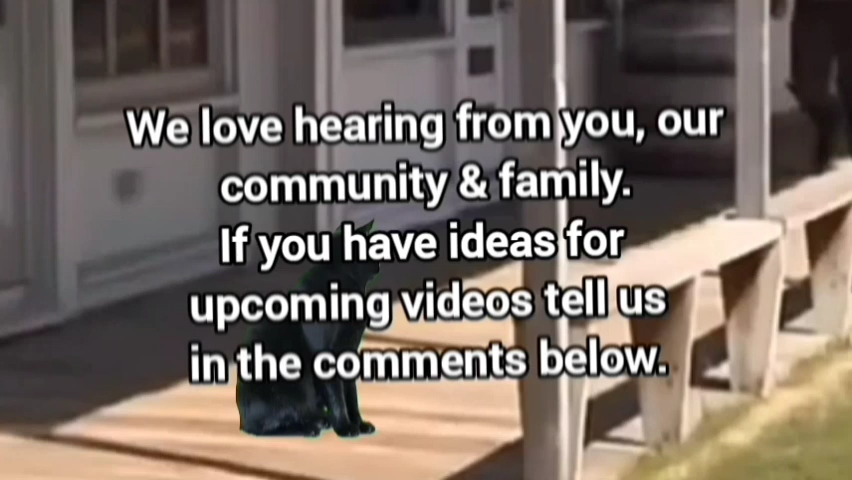 We love hearing from you, our
community & family.
If you have ideas for
upcoming videos tell us
in the comments below.